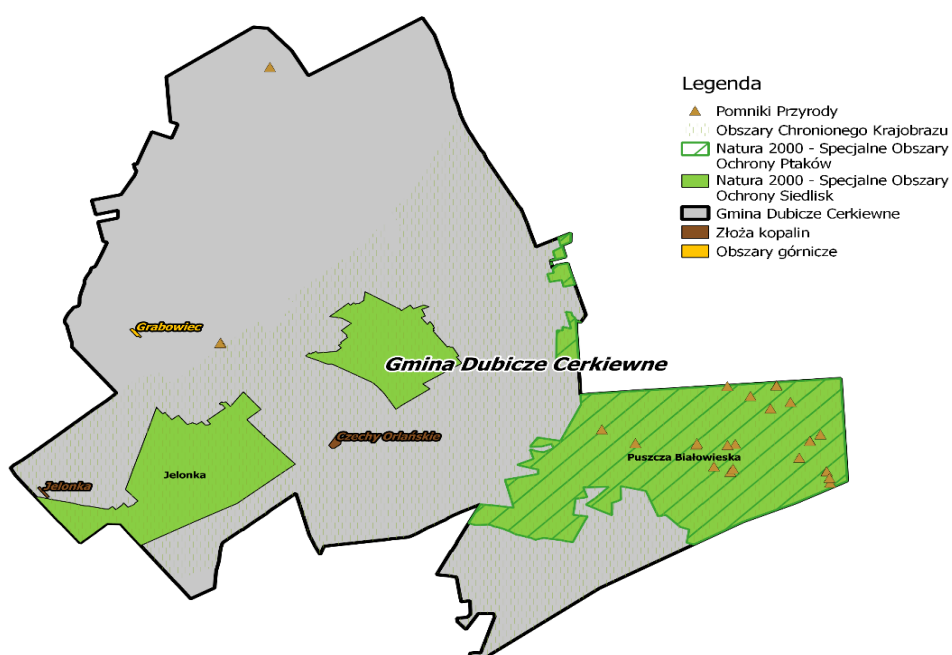 Legenda
Pomniki Przyrody
Obszary Chronionego Krajobrazu
Natura 2000 - Specjalne Obszary
Ochrony Ptaków
Natura 2000 - Specjalne Obszary
Ochrony Siedlisk
Gmina Dubicze Cerkiewne
Złoża kopalin
Obszary górnicze
Grabowiec
Gmina Dubicze Cerkiewne
Czechy Orlańskie
Puszcza Białowieska
Jelonka
Jelonka